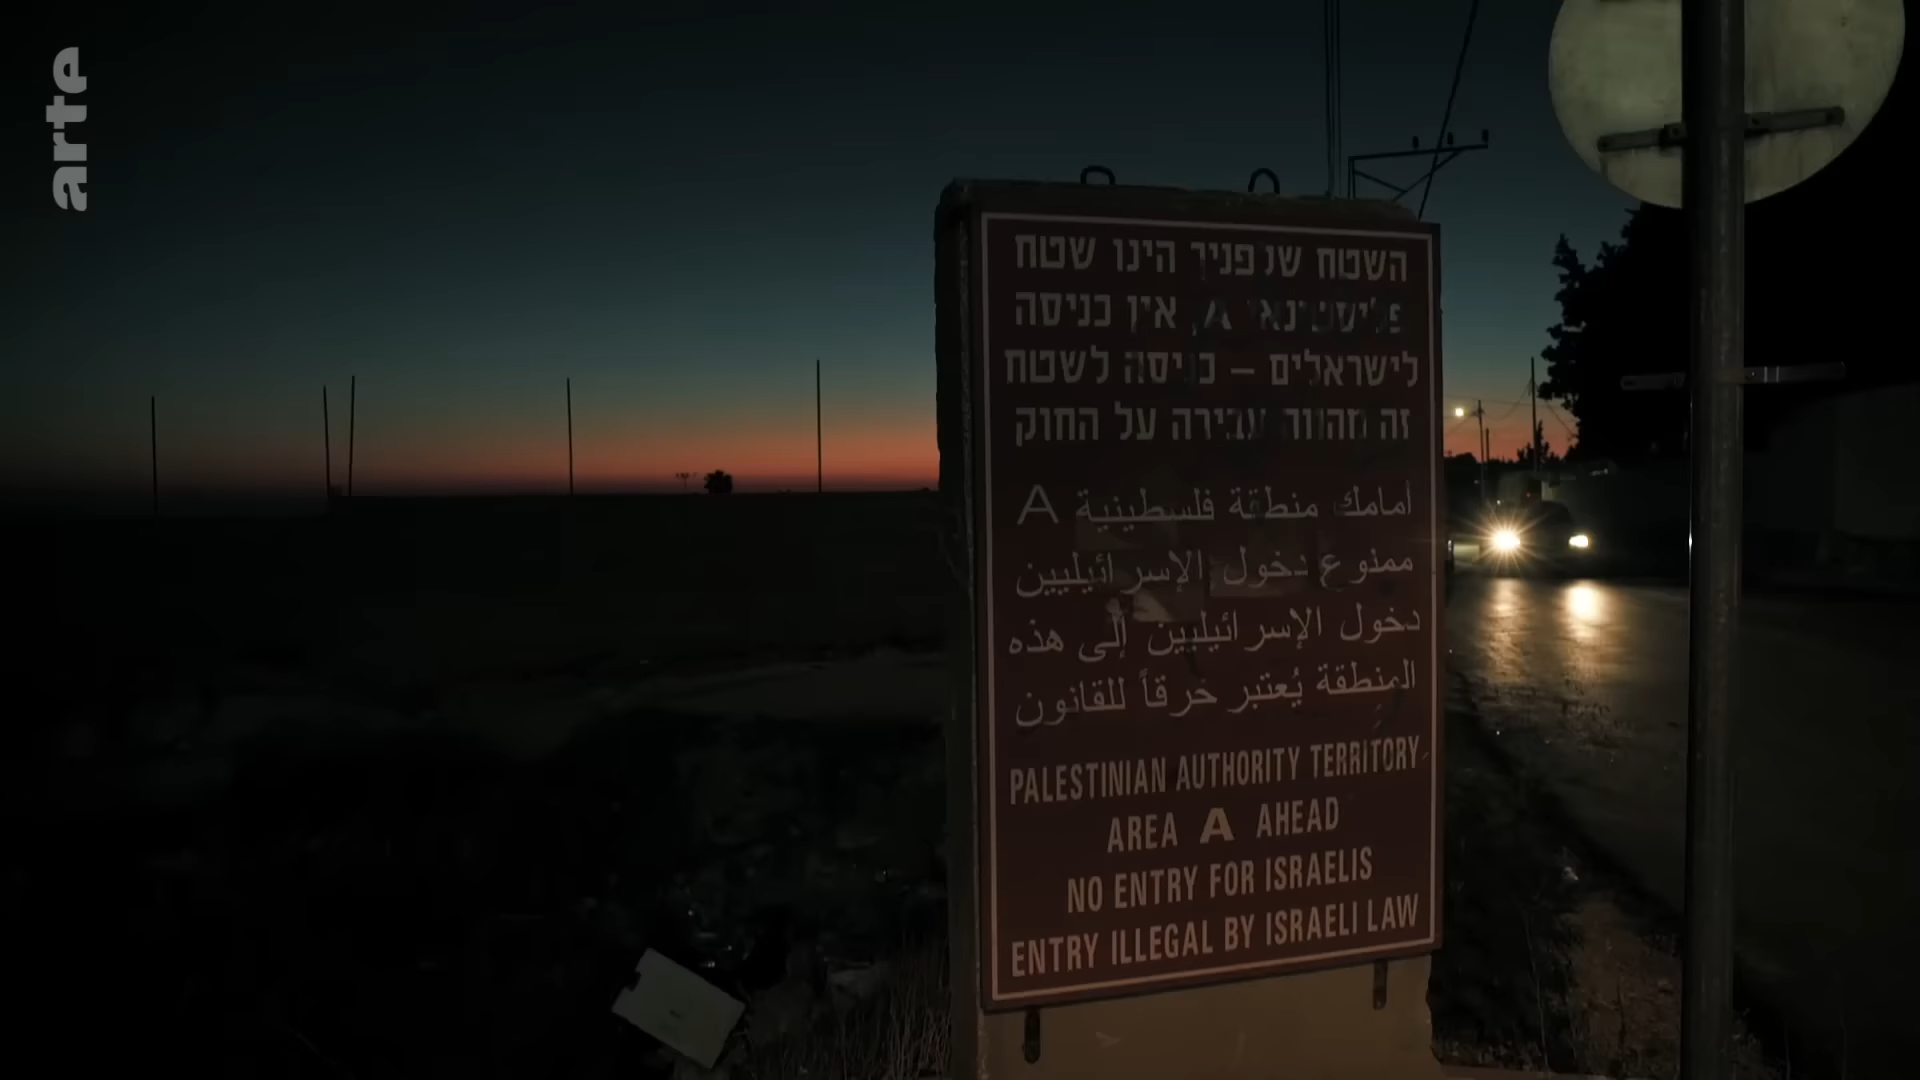 arte
השטח שלפניך הינו שטח
פלישטינאי A, אין כניסה
לישראלים – כניסה לשטח
זה מהווה עבירה על החוק
أمامك منطقة فلسطينية A
ممنوع دخول الإسرائيليين
دخول الإسرائيليين إلى هذه
المنطقة يُعتبر خرقاً للقانون
PALESTINIAN AUTHORITY TERRITORY
AREA A AHEAD
NO ENTRY FOR ISRAELIS
ENTRY ILLEGAL BY ISRAELI LAW